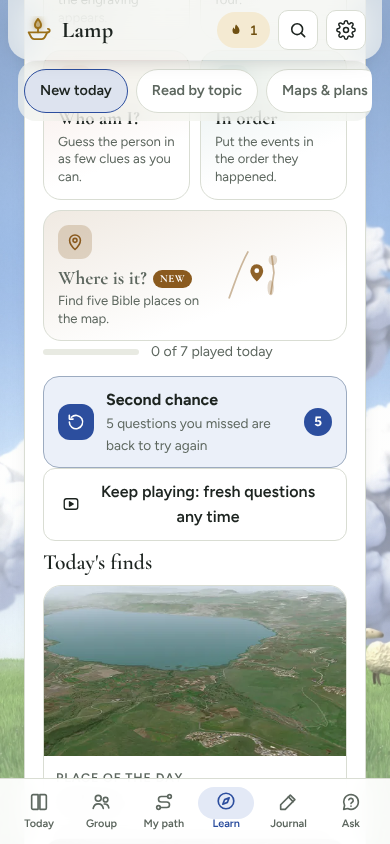 the engraving
four,
appears
Lamp
1
New today
Read by topic
Maps & plans
Who am I?
In order
Guess the person in
as few clues as you
can.
Put the events in
the order they
happened.
Where is it? NEW
Find five Bible places on
the map.
0 of 7 played today
Second chance
5 questions you missed are
back to try again
5
Keep playing: fresh questions
any time
Today's finds
PLACE OF THE DAY
Today
Group
My path
Learn
Journal
Ask